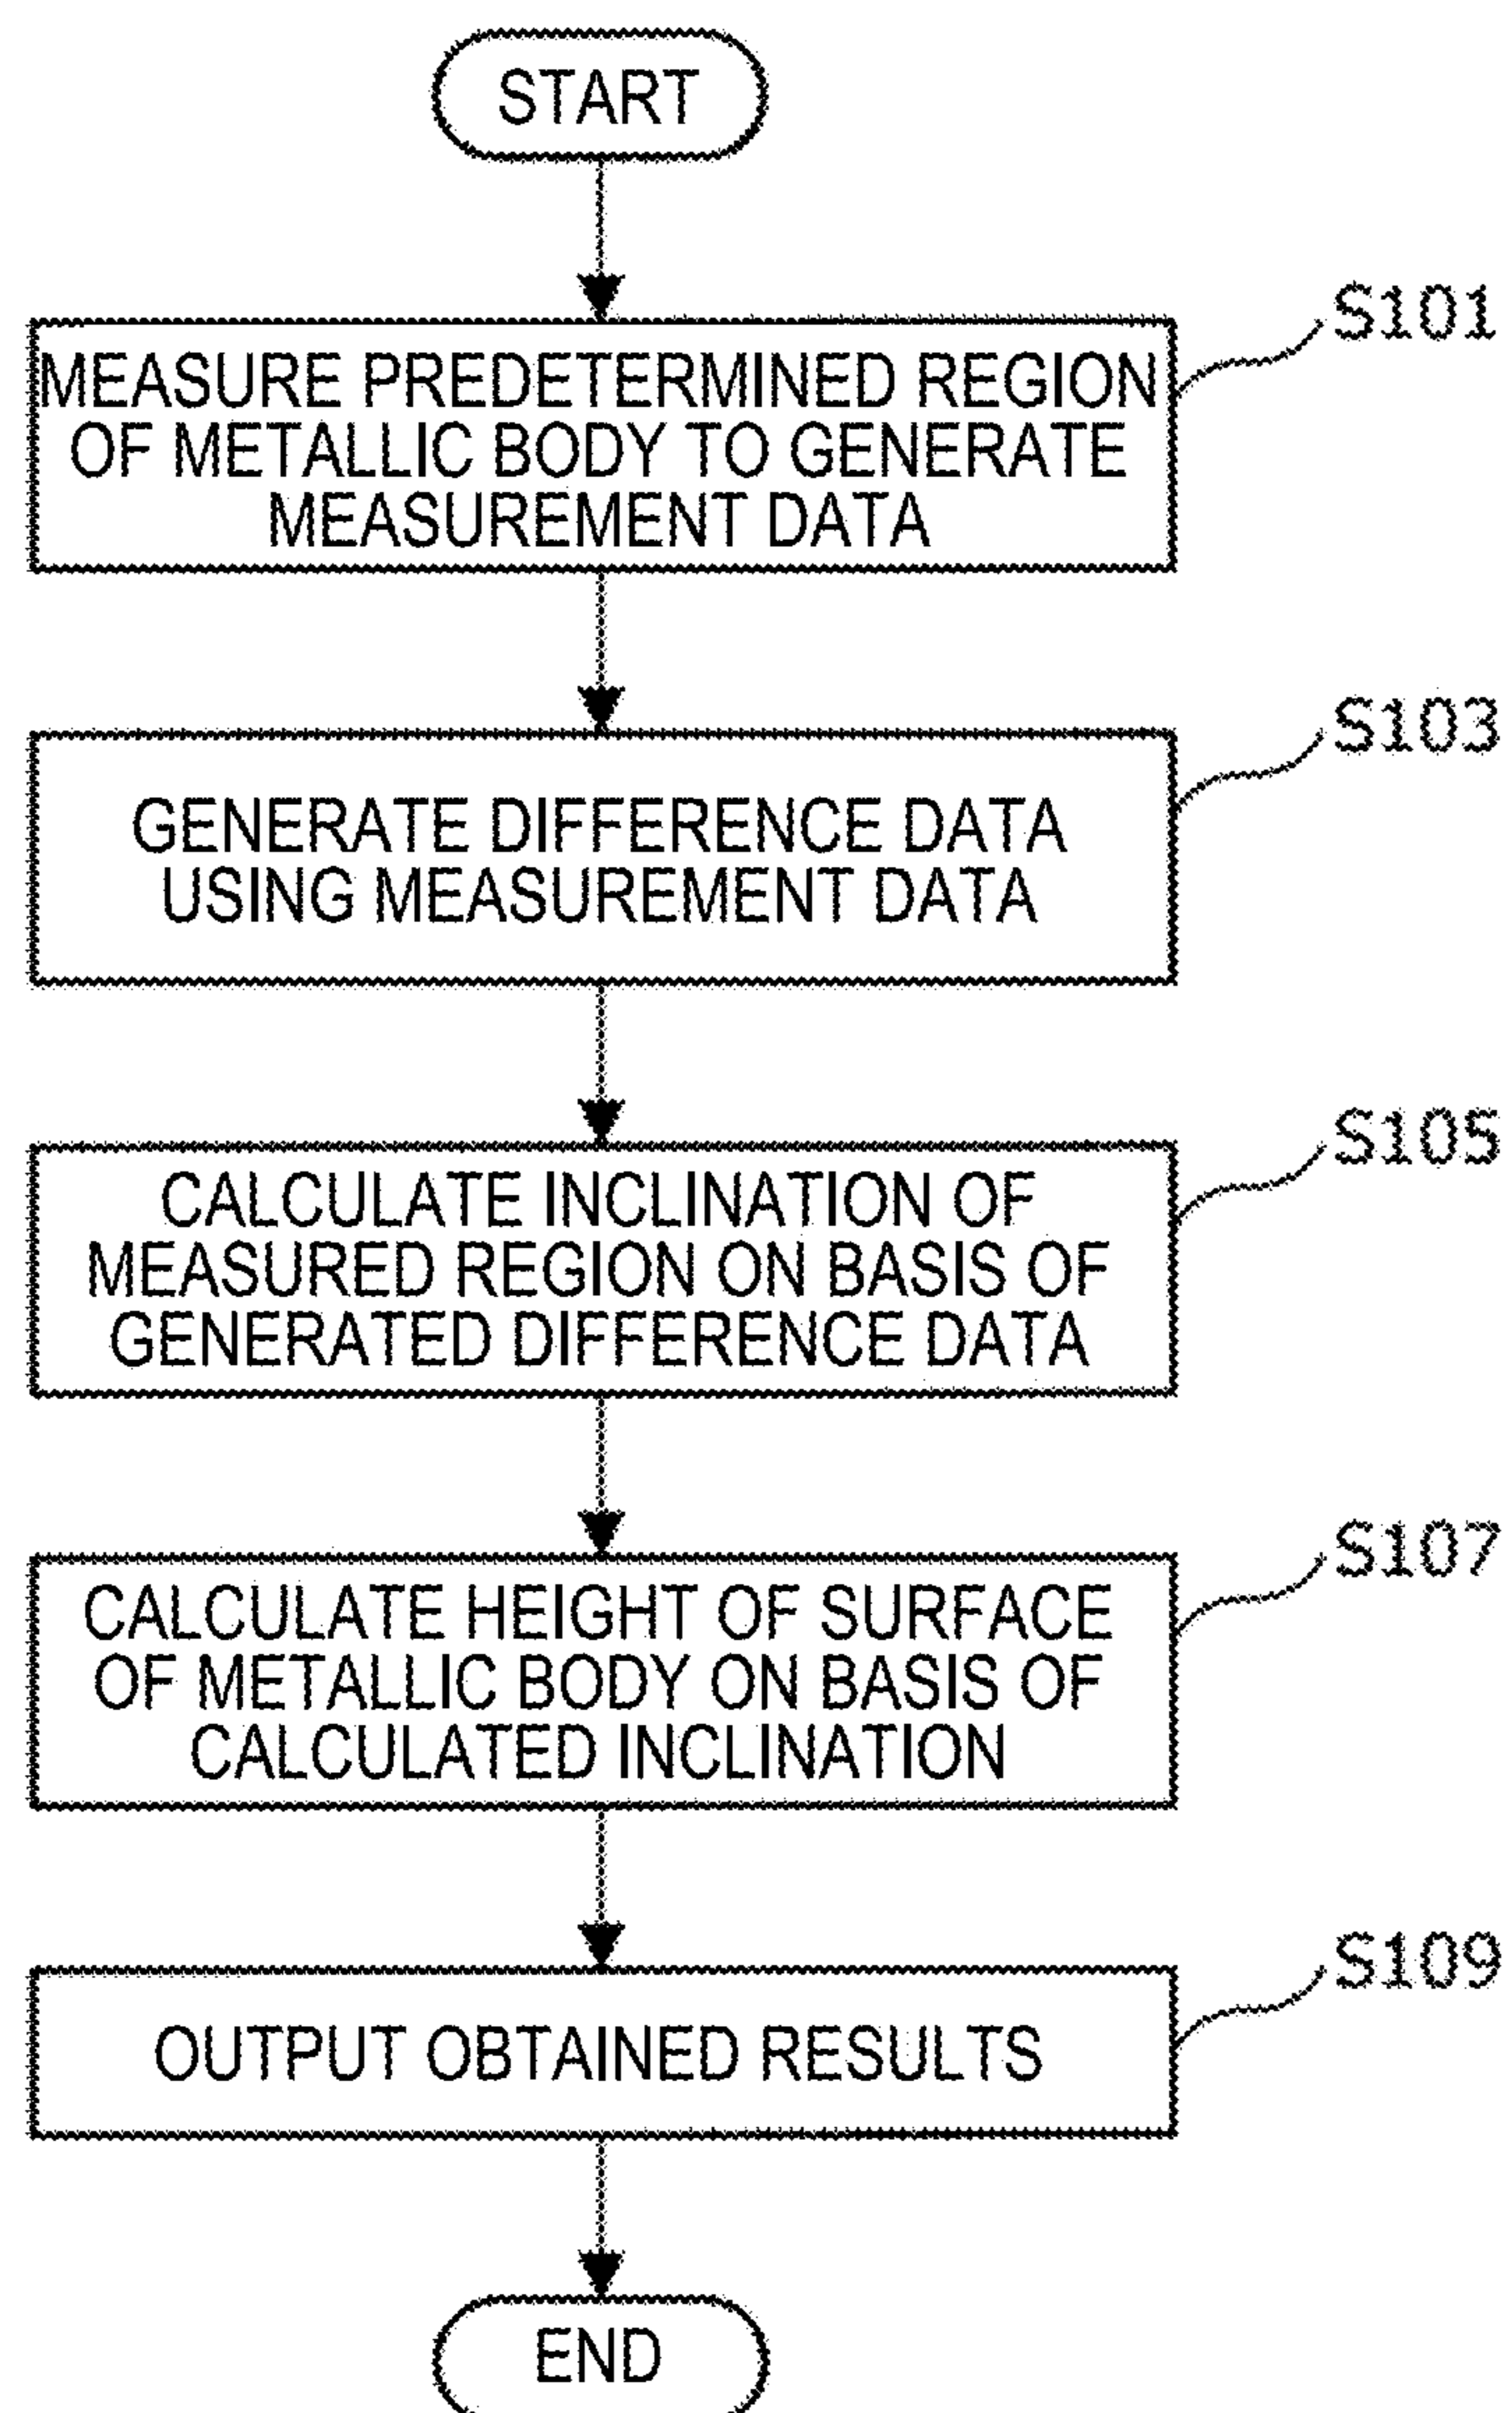 START
S101
MEASURE PREDETERMINED REGION
OF METALLIC BODY TO GENERATE
MEASUREMENT DATA
S103
GENERATE DIFFERENCE DATA
USING MEASUREMENT DATA
S105
CALCULATE INCLINATION OF
MEASURED REGION ON BASIS OF
GENERATED DIFFERENCE DATA
S107
CALCULATE HEIGHT OF SURFACE
OF METALLIC BODY ON BASIS OF
CALCULATED INCLINATION
S109
OUTPUT OBTAINED RESULTS
END